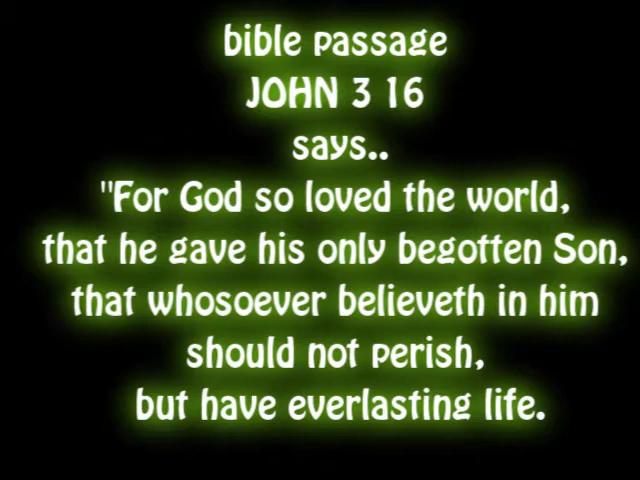 bible passage
JOHN 3 16
says..
"For God so loved the world,
that he gave his only begotten Son,
that whosoever believeth in him
should not perish,
but have everlasting life.